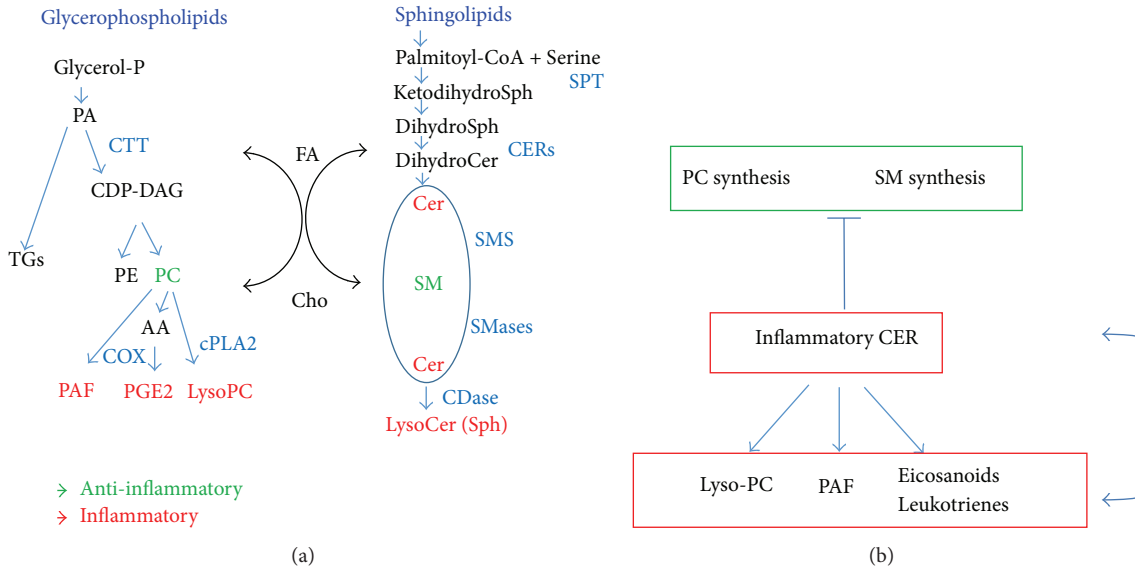 Glycerophospholipids
Glycerol-P
PA
CTT
CDP-DAG
TGs
PE
PC
AA
COX
cPLA2
PAF
PGE2
LysoPC
FA
Cho
Sphingolipids
Palmitoyl-CoA + Serine
SPT
KetodihydroSph
DihydroSph
CERs
DihydroCer
Cer
SMS
SM
SMases
Cer
CDase
LysoCer (Sph)
Anti-inflammatory
Inflammatory
(a)
PC synthesis
SM synthesis
Inflammatory CER
Lyso-PC
PAF
Eicosanoids
Leukotrienes
(b)